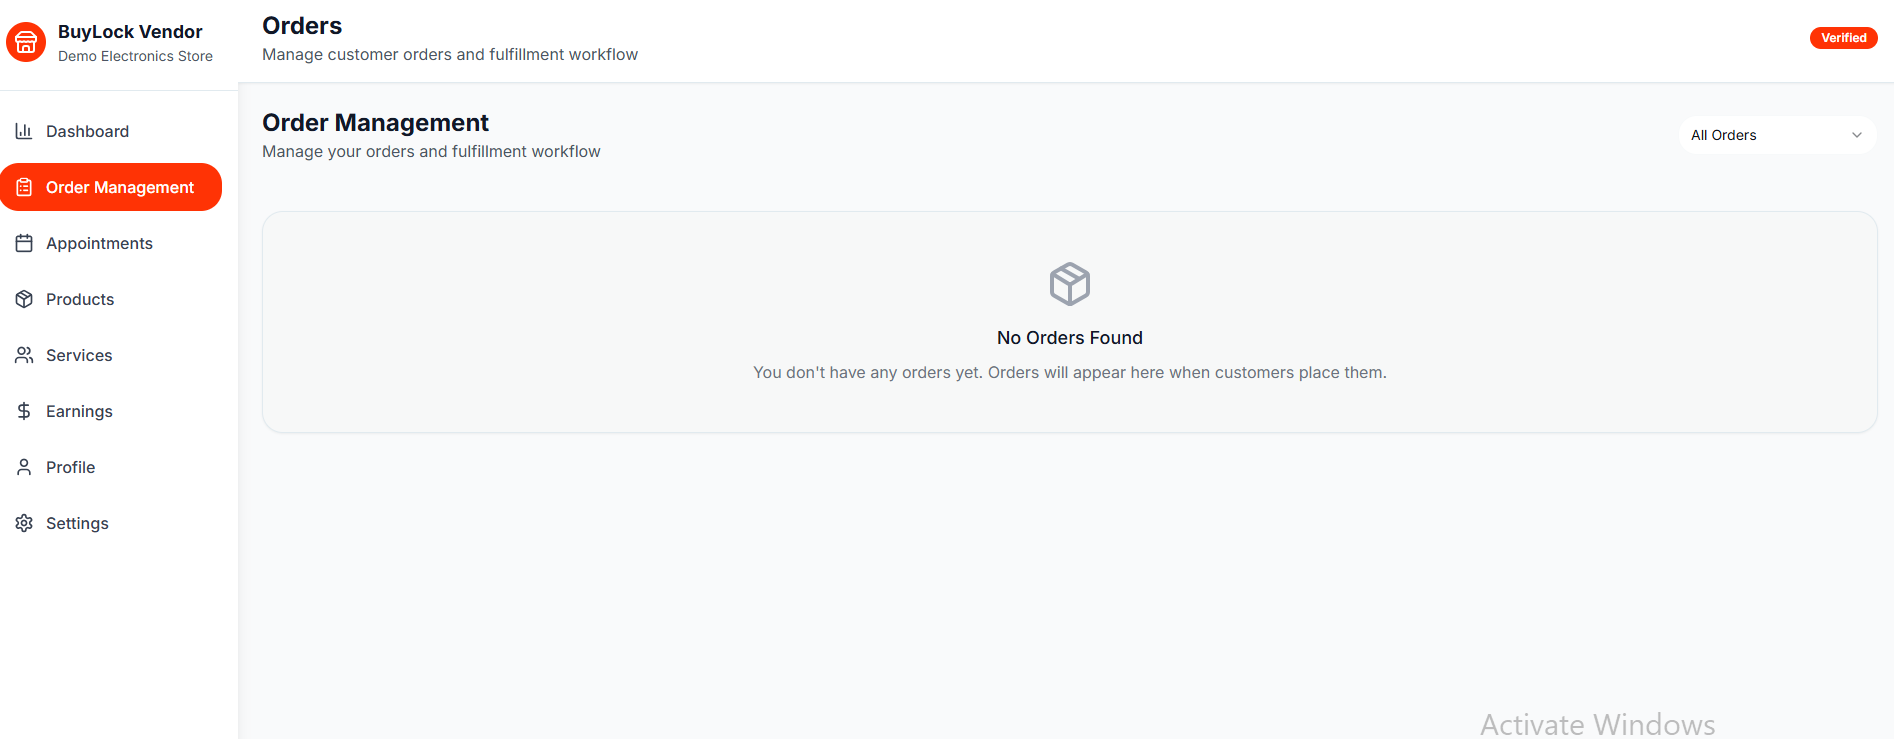 BuyLock Vendor
Demo Electronics Store
Dashboard
Order Management
Appointments
Products
Services
Earnings
Profile
Settings
Orders
Manage customer orders and fulfillment workflow
Verified
Order Management
Manage your orders and fulfillment workflow
All Orders
No Orders Found
You don't have any orders yet. Orders will appear here when customers place them.
Activate Windows